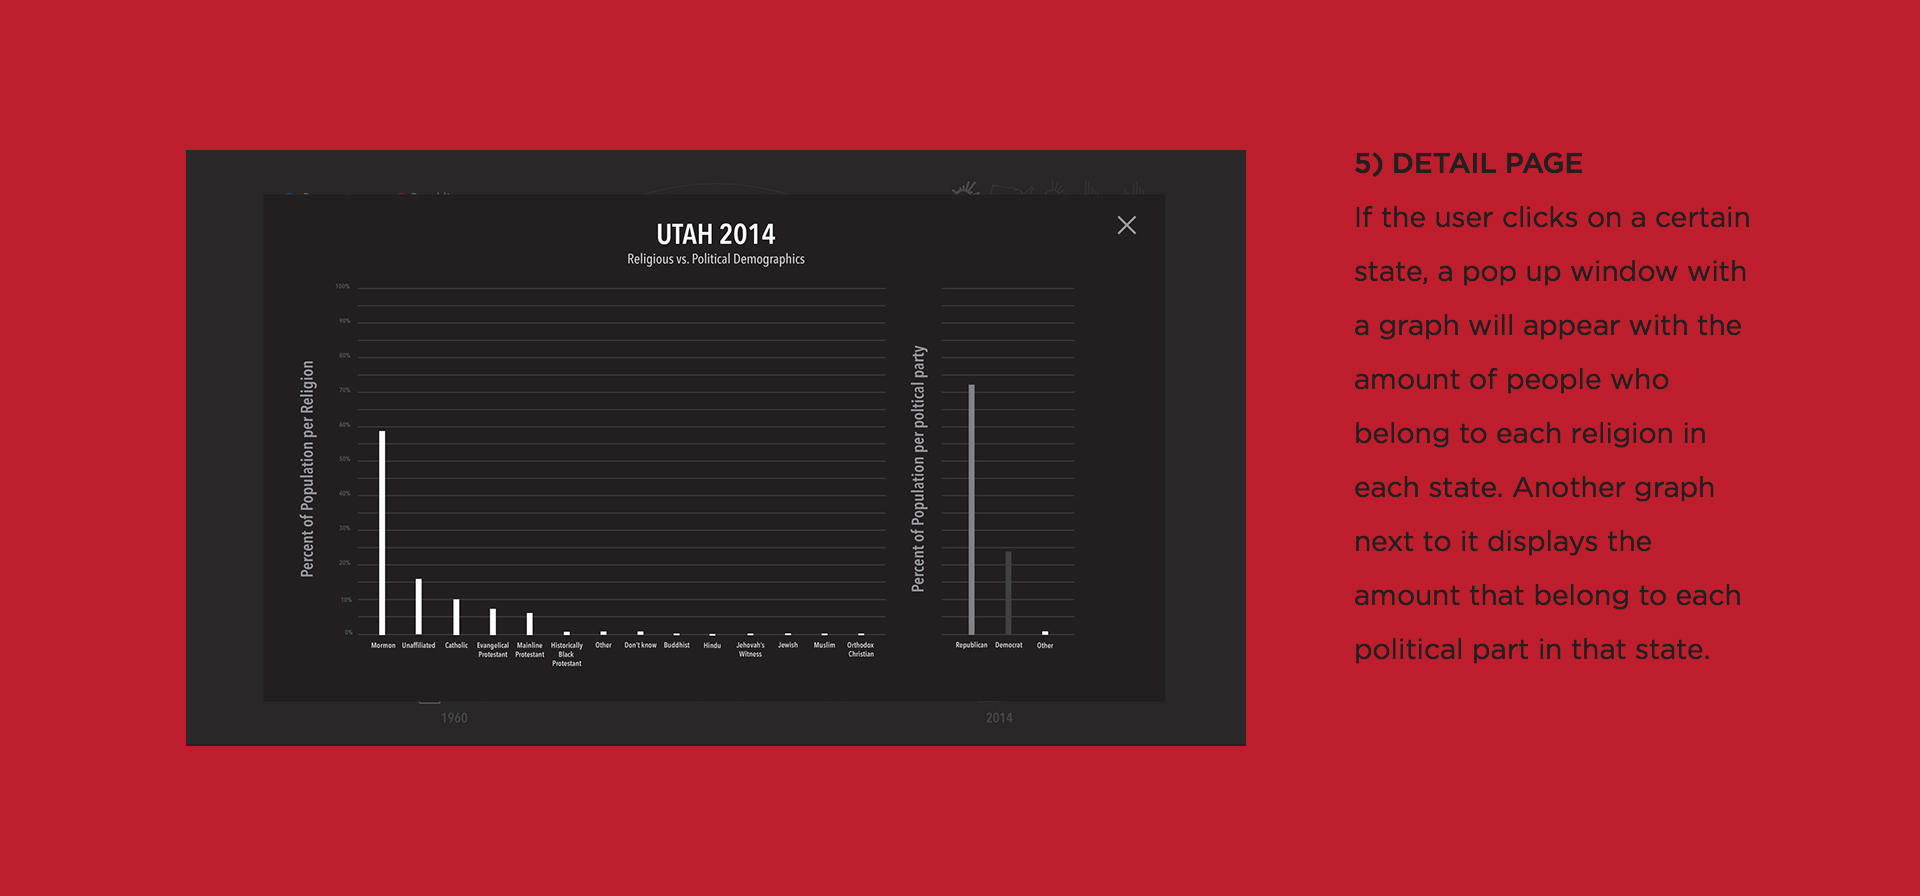 UTAH 2014
Religious vs. Political Demographics
Percent of Population per Religion
100%
90%
80%
70%
60%
50%
40%
30%
20%
10%
0%
Mormon
Unaffiliated
Catholic
Evangelical
Protestant
Mainline
Protestant
Historically
Black
Protestant
Other
Don't know
Buddhist
Hindu
Jehovah's
Witness
Jewish
Muslim
Orthodox
Christian
Percent of Population per poltical party
Republican
Democrat
Other
1960
2014
5) DETAIL PAGE
If the user clicks on a certain
state, a pop up window with
a graph will appear with the
amount of people who
belong to each religion in
each state. Another graph
next to it displays the
amount that belong to each
political part in that state.